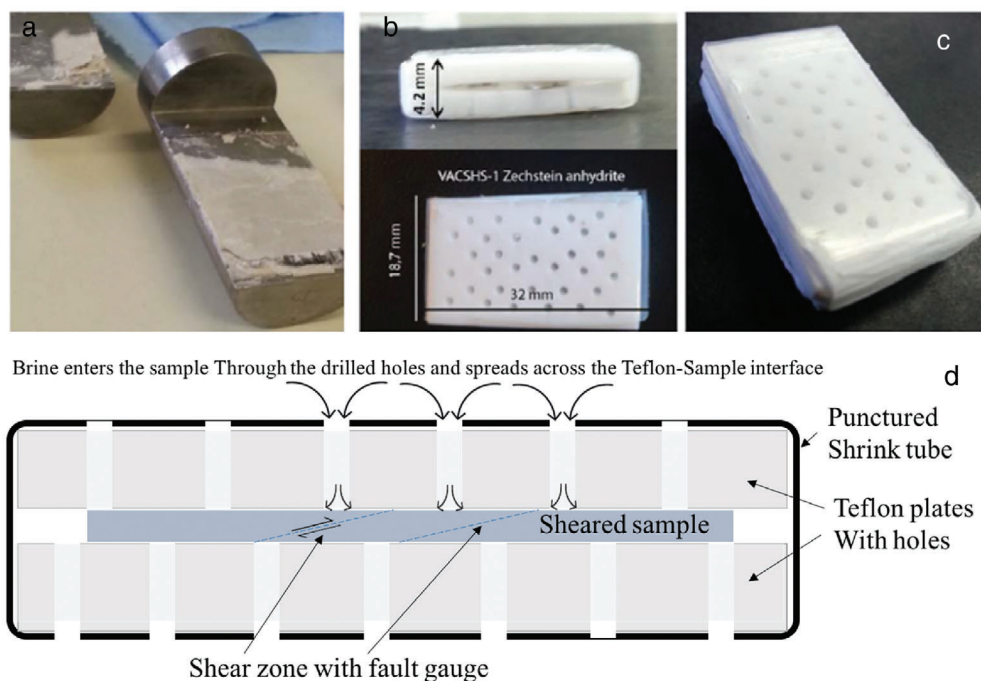 a
b
c
4.2 mm
VACSHS-1 Zechstein anhydrite
18,7 mm
32 mm
Brine enters the sample Through the drilled holes and spreads across the Teflon-Sample interface
d
Punctured
Shrink tube
Teflon plates
With holes
Sheared sample
Shear zone with fault gauge